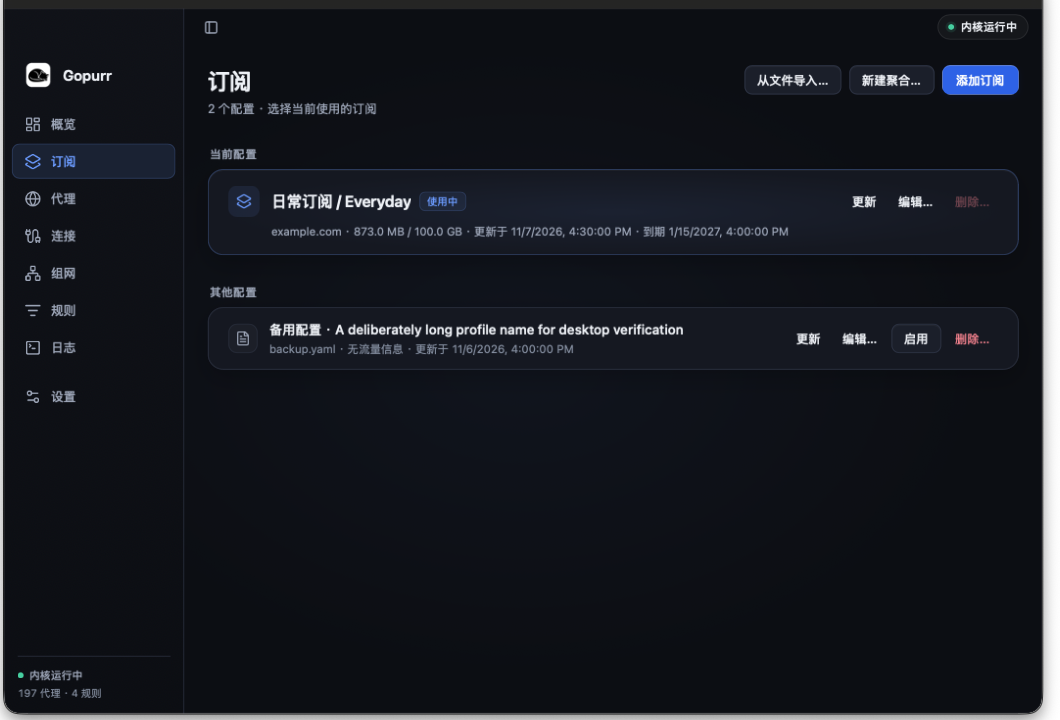 内核运行中
Gopurr
概览
订阅
代理
连接
组网
规则
日志
设置
内核运行中
197 代理 · 4 规则
订阅
2 个配置 · 选择当前使用的订阅
从文件导入...
新建聚合...
添加订阅
当前配置
日常订阅 / Everyday 使用中
example.com · 873.0 MB / 100.0 GB · 更新于 11/7/2026, 4:30:00 PM · 到期 1/15/2027, 4:00:00 PM
更新 编辑... 删除...
其他配置
备用配置 · A deliberately long profile name for desktop verification
backup.yaml · 无流量信息 · 更新于 11/6/2026, 4:00:00 PM
更新 编辑... 启用 删除...